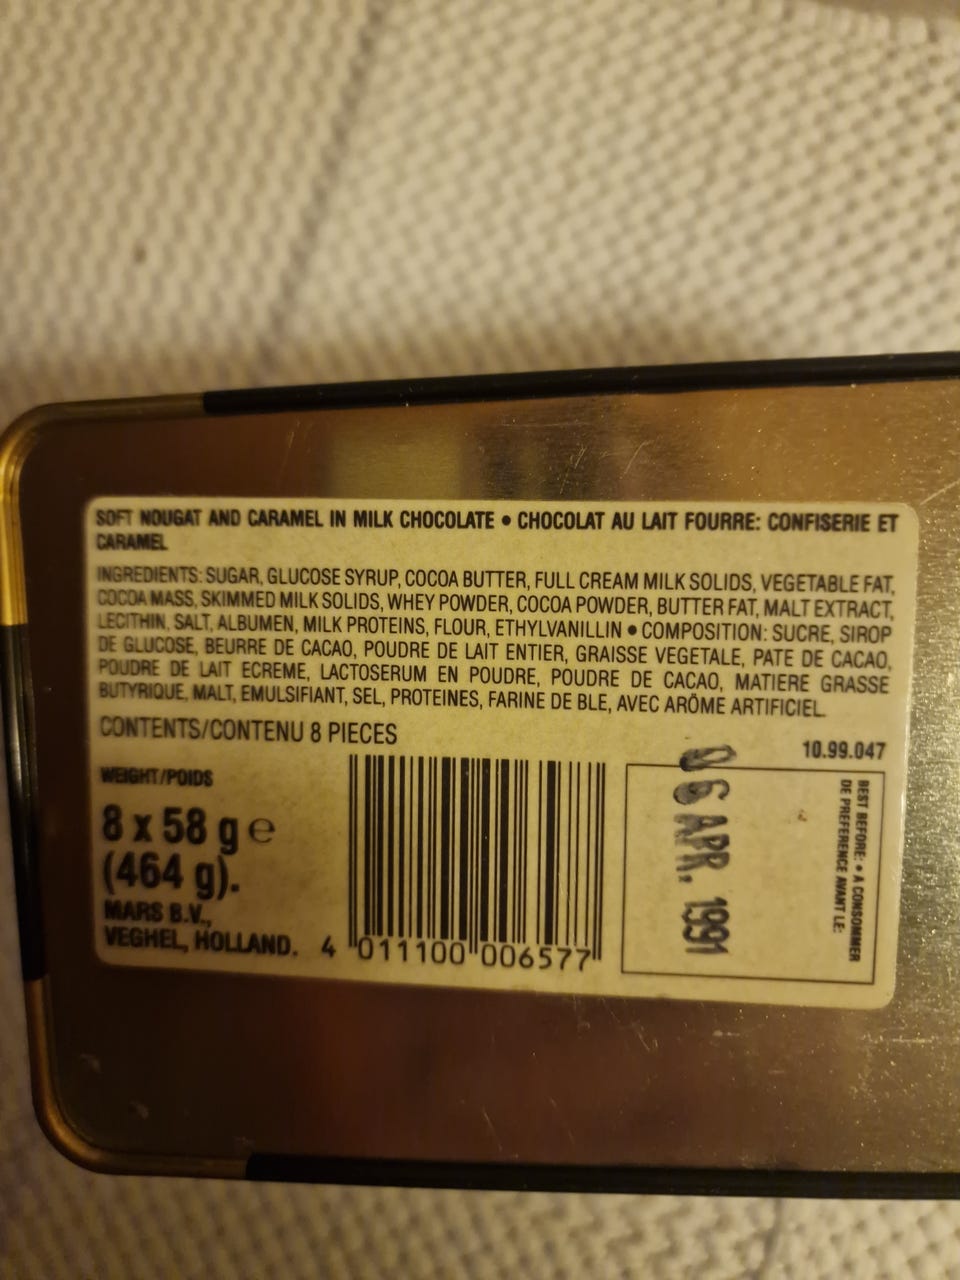 SOFT NOUGAT AND CARAMEL IN MILK CHOCOLATE • CHOCOLAT AU LAIT FOURRE: CONFISERIE ET
CARAMEL
INGREDIENTS: SUGAR, GLUCOSE SYRUP, COCOA BUTTER, FULL CREAM MILK SOLIDS, VEGETABLE FAT,
COCOA MASS, SKIMMED MILK SOLIDS, WHEY POWDER, COCOA POWDER, BUTTER FAT, MALT EXTRACT,
LECITHIN, SALT, ALBUMEN, MILK PROTEINS, FLOUR, ETHYLVANILLIN • COMPOSITION: SUCRE, SIROP
DE GLUCOSE, BEURRE DE CACAO, POUDRE DE LAIT ENTIER, GRAISSE VEGETALE, PATE DE CACAO,
POUDRE DE LAIT ECREME, LACTOSERUM EN POUDRE, POUDRE DE CACAO, MATIERE GRASSE
BUTYRIQUE, MALT, EMULSIFIANT, SEL, PROTEINES, FARINE DE BLE, AVEC ARÔME ARTIFICIEL.
CONTENTS/CONTENU 8 PIECES
10.99.047
WEIGHT/POIDS
8 x 58 g e
(464 g).
MARS B.V.,
VEGHEL, HOLLAND.
4 011100 006577
BEST BEFORE: • A CONSOMMER
DE PREFERENCE AVANT LE:
06 APR. 1991